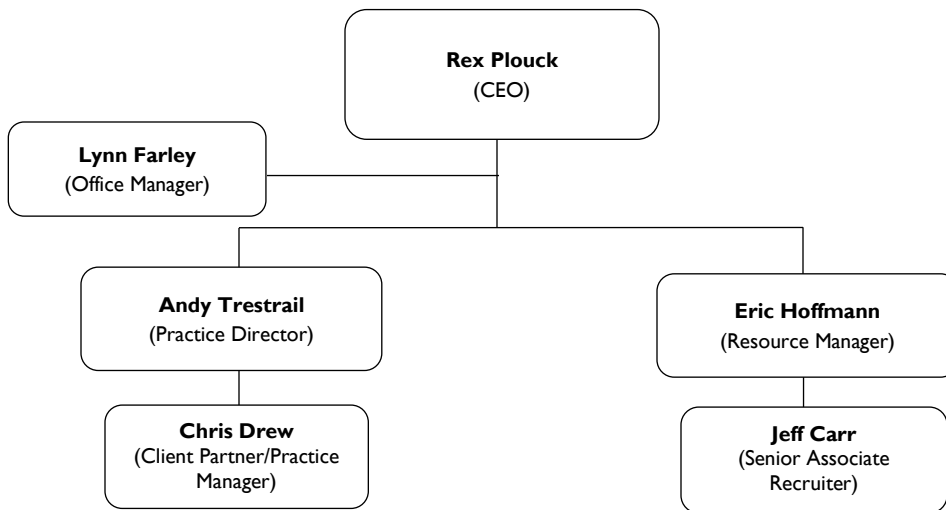 Rex Plouck
(CEO)
Lynn Farley
(Office Manager)
Andy Trestrail
(Practice Director)
Eric Hoffmann
(Resource Manager)
Chris Drew
(Client Partner/Practice
Manager)
Jeff Carr
(Senior Associate
Recruiter)